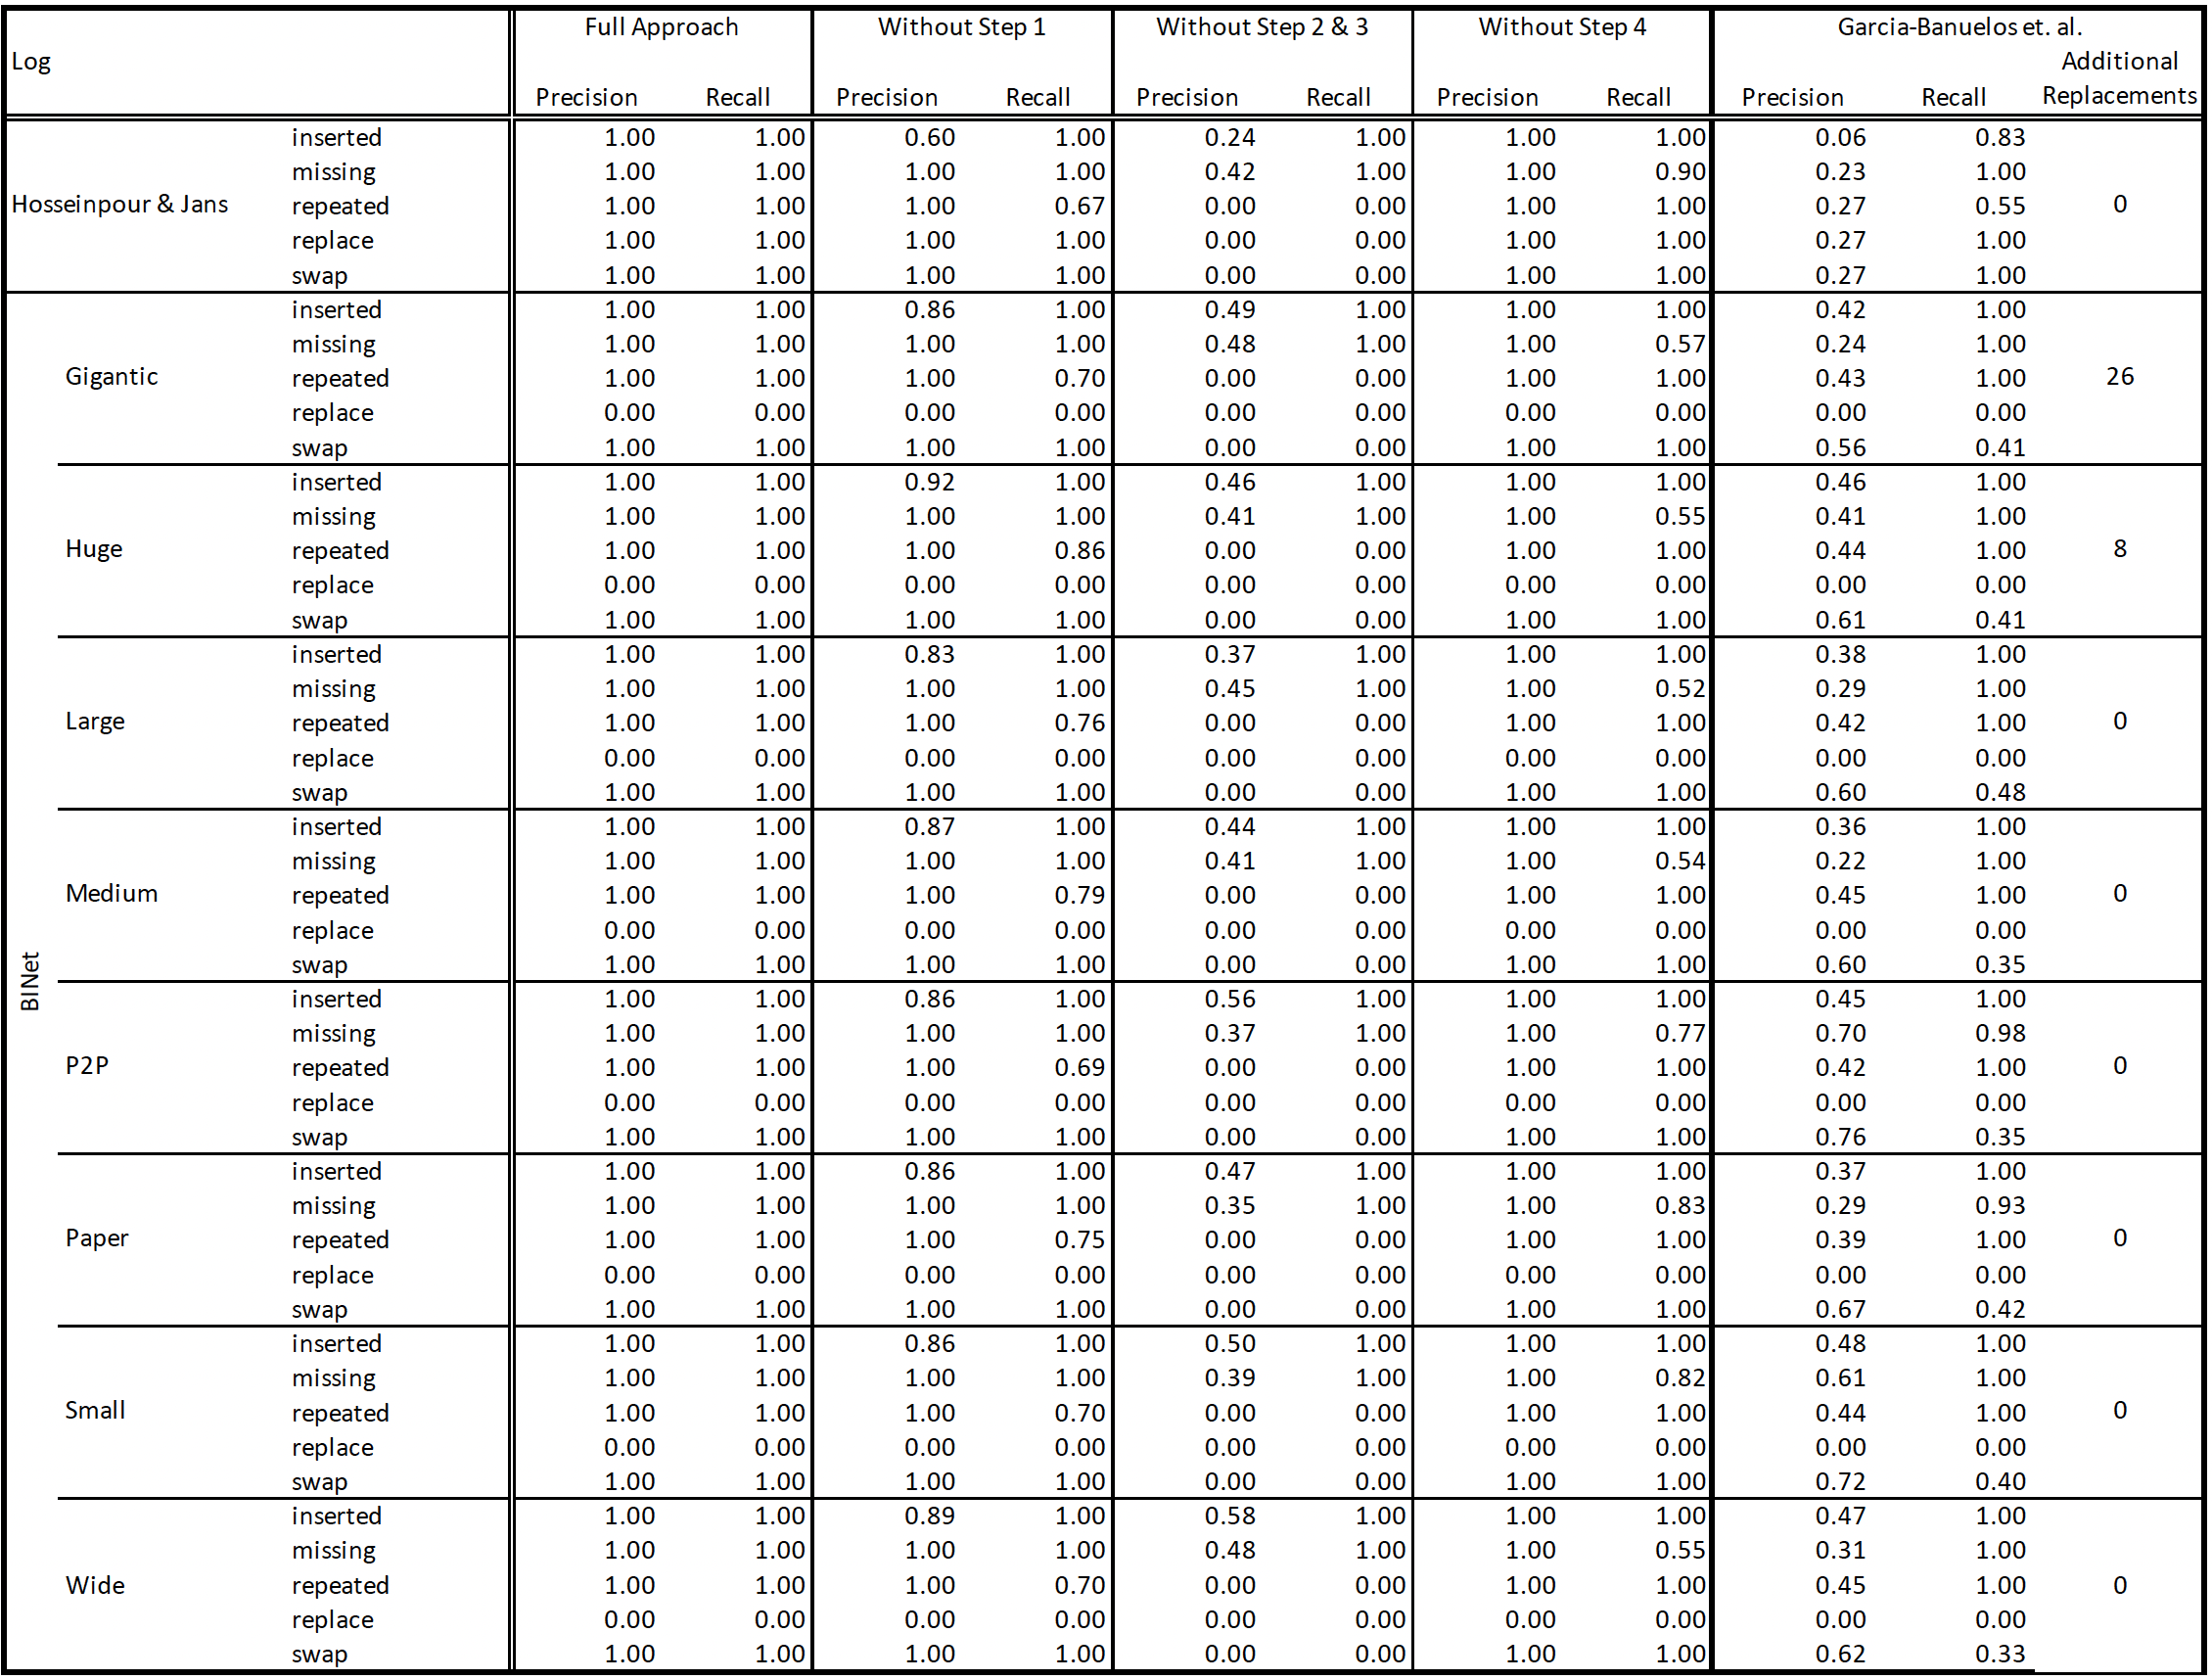 Full Approach Without Step 1 Without Step 2 & 3 Without Step 4 Garcia-Banuelos et. al.
Log Additional
Precision Recall Precision Recall Precision Recall Precision Recall Precision Recall Replacements
inserted 1.00 1.00 0.60 1.00 0.24 1.00 1.00 1.00 0.06 0.83
missing 1.00 1.00 1.00 1.00 0.42 1.00 1.00 0.90 0.23 1.00
Hosseinpour & Jans repeated 1.00 1.00 1.00 0.67 0.00 0.00 1.00 1.00 0.27 0.55 0
replace 1.00 1.00 1.00 1.00 0.00 0.00 1.00 1.00 0.27 1.00
swap 1.00 1.00 1.00 1.00 0.00 0.00 1.00 1.00 0.27 1.00
inserted 1.00 1.00 0.86 1.00 0.49 1.00 1.00 1.00 0.42 1.00
missing 1.00 1.00 1.00 1.00 0.48 1.00 1.00 0.57 0.24 1.00
Gigantic repeated 1.00 1.00 1.00 0.70 0.00 0.00 1.00 1.00 0.43 1.00 26
replace 0.00 0.00 0.00 0.00 0.00 0.00 0.00 0.00 0.00 0.00
swap 1.00 1.00 1.00 1.00 0.00 0.00 1.00 1.00 0.56 0.41
inserted 1.00 1.00 0.92 1.00 0.46 1.00 1.00 1.00 0.46 1.00
missing 1.00 1.00 1.00 1.00 0.41 1.00 1.00 0.55 0.41 1.00
Huge repeated 1.00 1.00 1.00 0.86 0.00 0.00 1.00 1.00 0.44 1.00 8
replace 0.00 0.00 0.00 0.00 0.00 0.00 0.00 0.00 0.00 0.00
swap 1.00 1.00 1.00 1.00 0.00 0.00 1.00 1.00 0.61 0.41
inserted 1.00 1.00 0.83 1.00 0.37 1.00 1.00 1.00 0.38 1.00
missing 1.00 1.00 1.00 1.00 0.45 1.00 1.00 0.52 0.29 1.00
Large repeated 1.00 1.00 1.00 0.76 0.00 0.00 1.00 1.00 0.42 1.00 0
replace 0.00 0.00 0.00 0.00 0.00 0.00 0.00 0.00 0.00 0.00
swap 1.00 1.00 1.00 1.00 0.00 0.00 1.00 1.00 0.60 0.48
inserted 1.00 1.00 0.87 1.00 0.44 1.00 1.00 1.00 0.36 1.00
missing 1.00 1.00 1.00 1.00 0.41 1.00 1.00 0.54 0.22 1.00
Medium repeated 1.00 1.00 1.00 0.79 0.00 0.00 1.00 1.00 0.45 1.00 0
replace 0.00 0.00 0.00 0.00 0.00 0.00 0.00 0.00 0.00 0.00
swap 1.00 1.00 1.00 1.00 0.00 0.00 1.00 1.00 0.60 0.35
BINet
inserted 1.00 1.00 0.86 1.00 0.56 1.00 1.00 1.00 0.45 1.00
missing 1.00 1.00 1.00 1.00 0.37 1.00 1.00 0.77 0.70 0.98
P2P repeated 1.00 1.00 1.00 0.69 0.00 0.00 1.00 1.00 0.42 1.00 0
replace 0.00 0.00 0.00 0.00 0.00 0.00 0.00 0.00 0.00 0.00
swap 1.00 1.00 1.00 1.00 0.00 0.00 1.00 1.00 0.76 0.35
inserted 1.00 1.00 0.86 1.00 0.47 1.00 1.00 1.00 0.37 1.00
missing 1.00 1.00 1.00 1.00 0.35 1.00 1.00 0.83 0.29 0.93
Paper repeated 1.00 1.00 1.00 0.75 0.00 0.00 1.00 1.00 0.39 1.00 0
replace 0.00 0.00 0.00 0.00 0.00 0.00 0.00 0.00 0.00 0.00
swap 1.00 1.00 1.00 1.00 0.00 0.00 1.00 1.00 0.67 0.42
inserted 1.00 1.00 0.86 1.00 0.50 1.00 1.00 1.00 0.48 1.00
missing 1.00 1.00 1.00 1.00 0.39 1.00 1.00 0.82 0.61 1.00
Small repeated 1.00 1.00 1.00 0.70 0.00 0.00 1.00 1.00 0.44 1.00 0
replace 0.00 0.00 0.00 0.00 0.00 0.00 0.00 0.00 0.00 0.00
swap 1.00 1.00 1.00 1.00 0.00 0.00 1.00 1.00 0.72 0.40
inserted 1.00 1.00 0.89 1.00 0.58 1.00 1.00 1.00 0.47 1.00
missing 1.00 1.00 1.00 1.00 0.48 1.00 1.00 0.55 0.31 1.00
Wide repeated 1.00 1.00 1.00 0.70 0.00 0.00 1.00 1.00 0.45 1.00 0
replace 0.00 0.00 0.00 0.00 0.00 0.00 0.00 0.00 0.00 0.00
swap 1.00 1.00 1.00 1.00 0.00 0.00 1.00 1.00 0.62 0.33